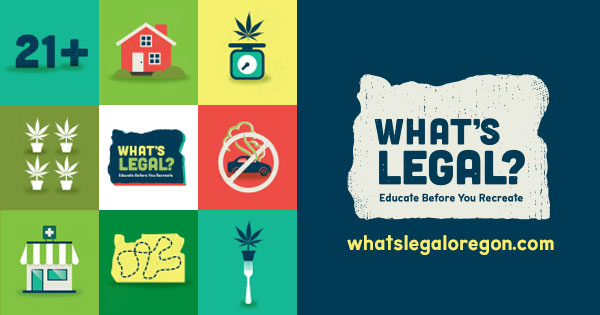 21+
WHAT'S
LEGAL?
Educate Before You Recreate
WHAT'S
LEGAL?
Educate Before You Recreate
whatslegaloregon.com